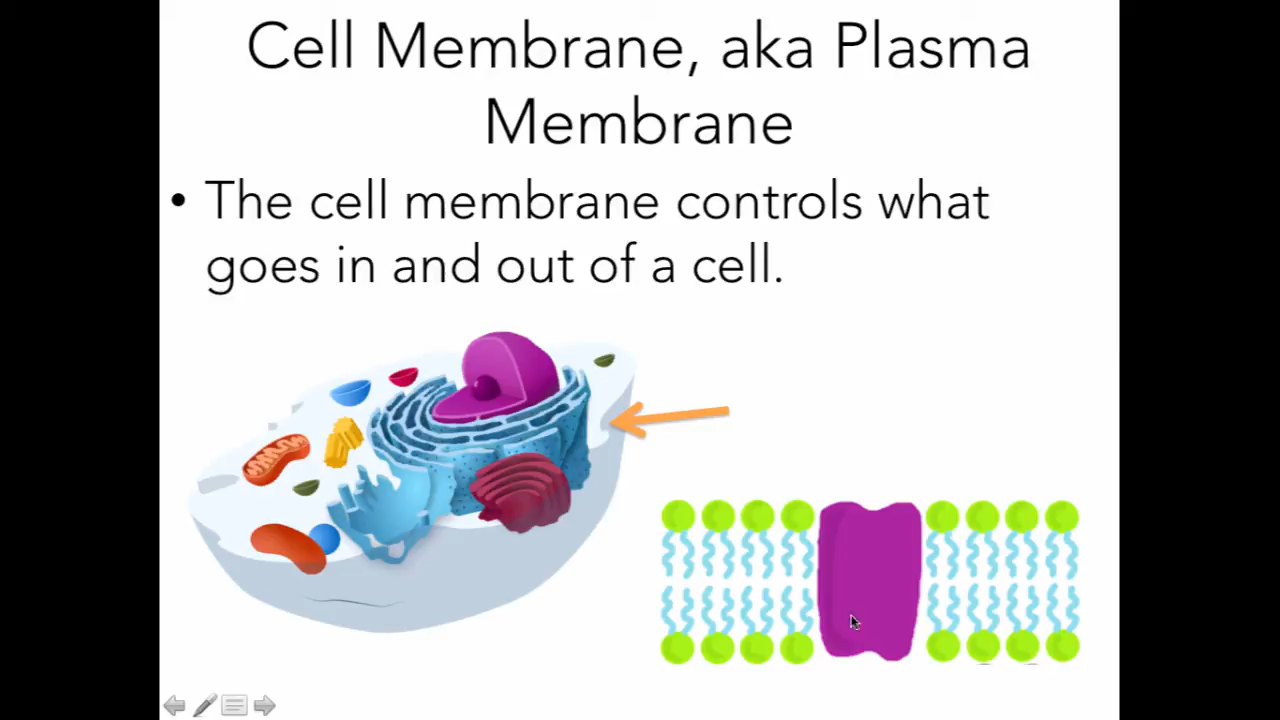 Cell Membrane, aka Plasma
Membrane
• The cell membrane controls what
goes in and out of a cell.